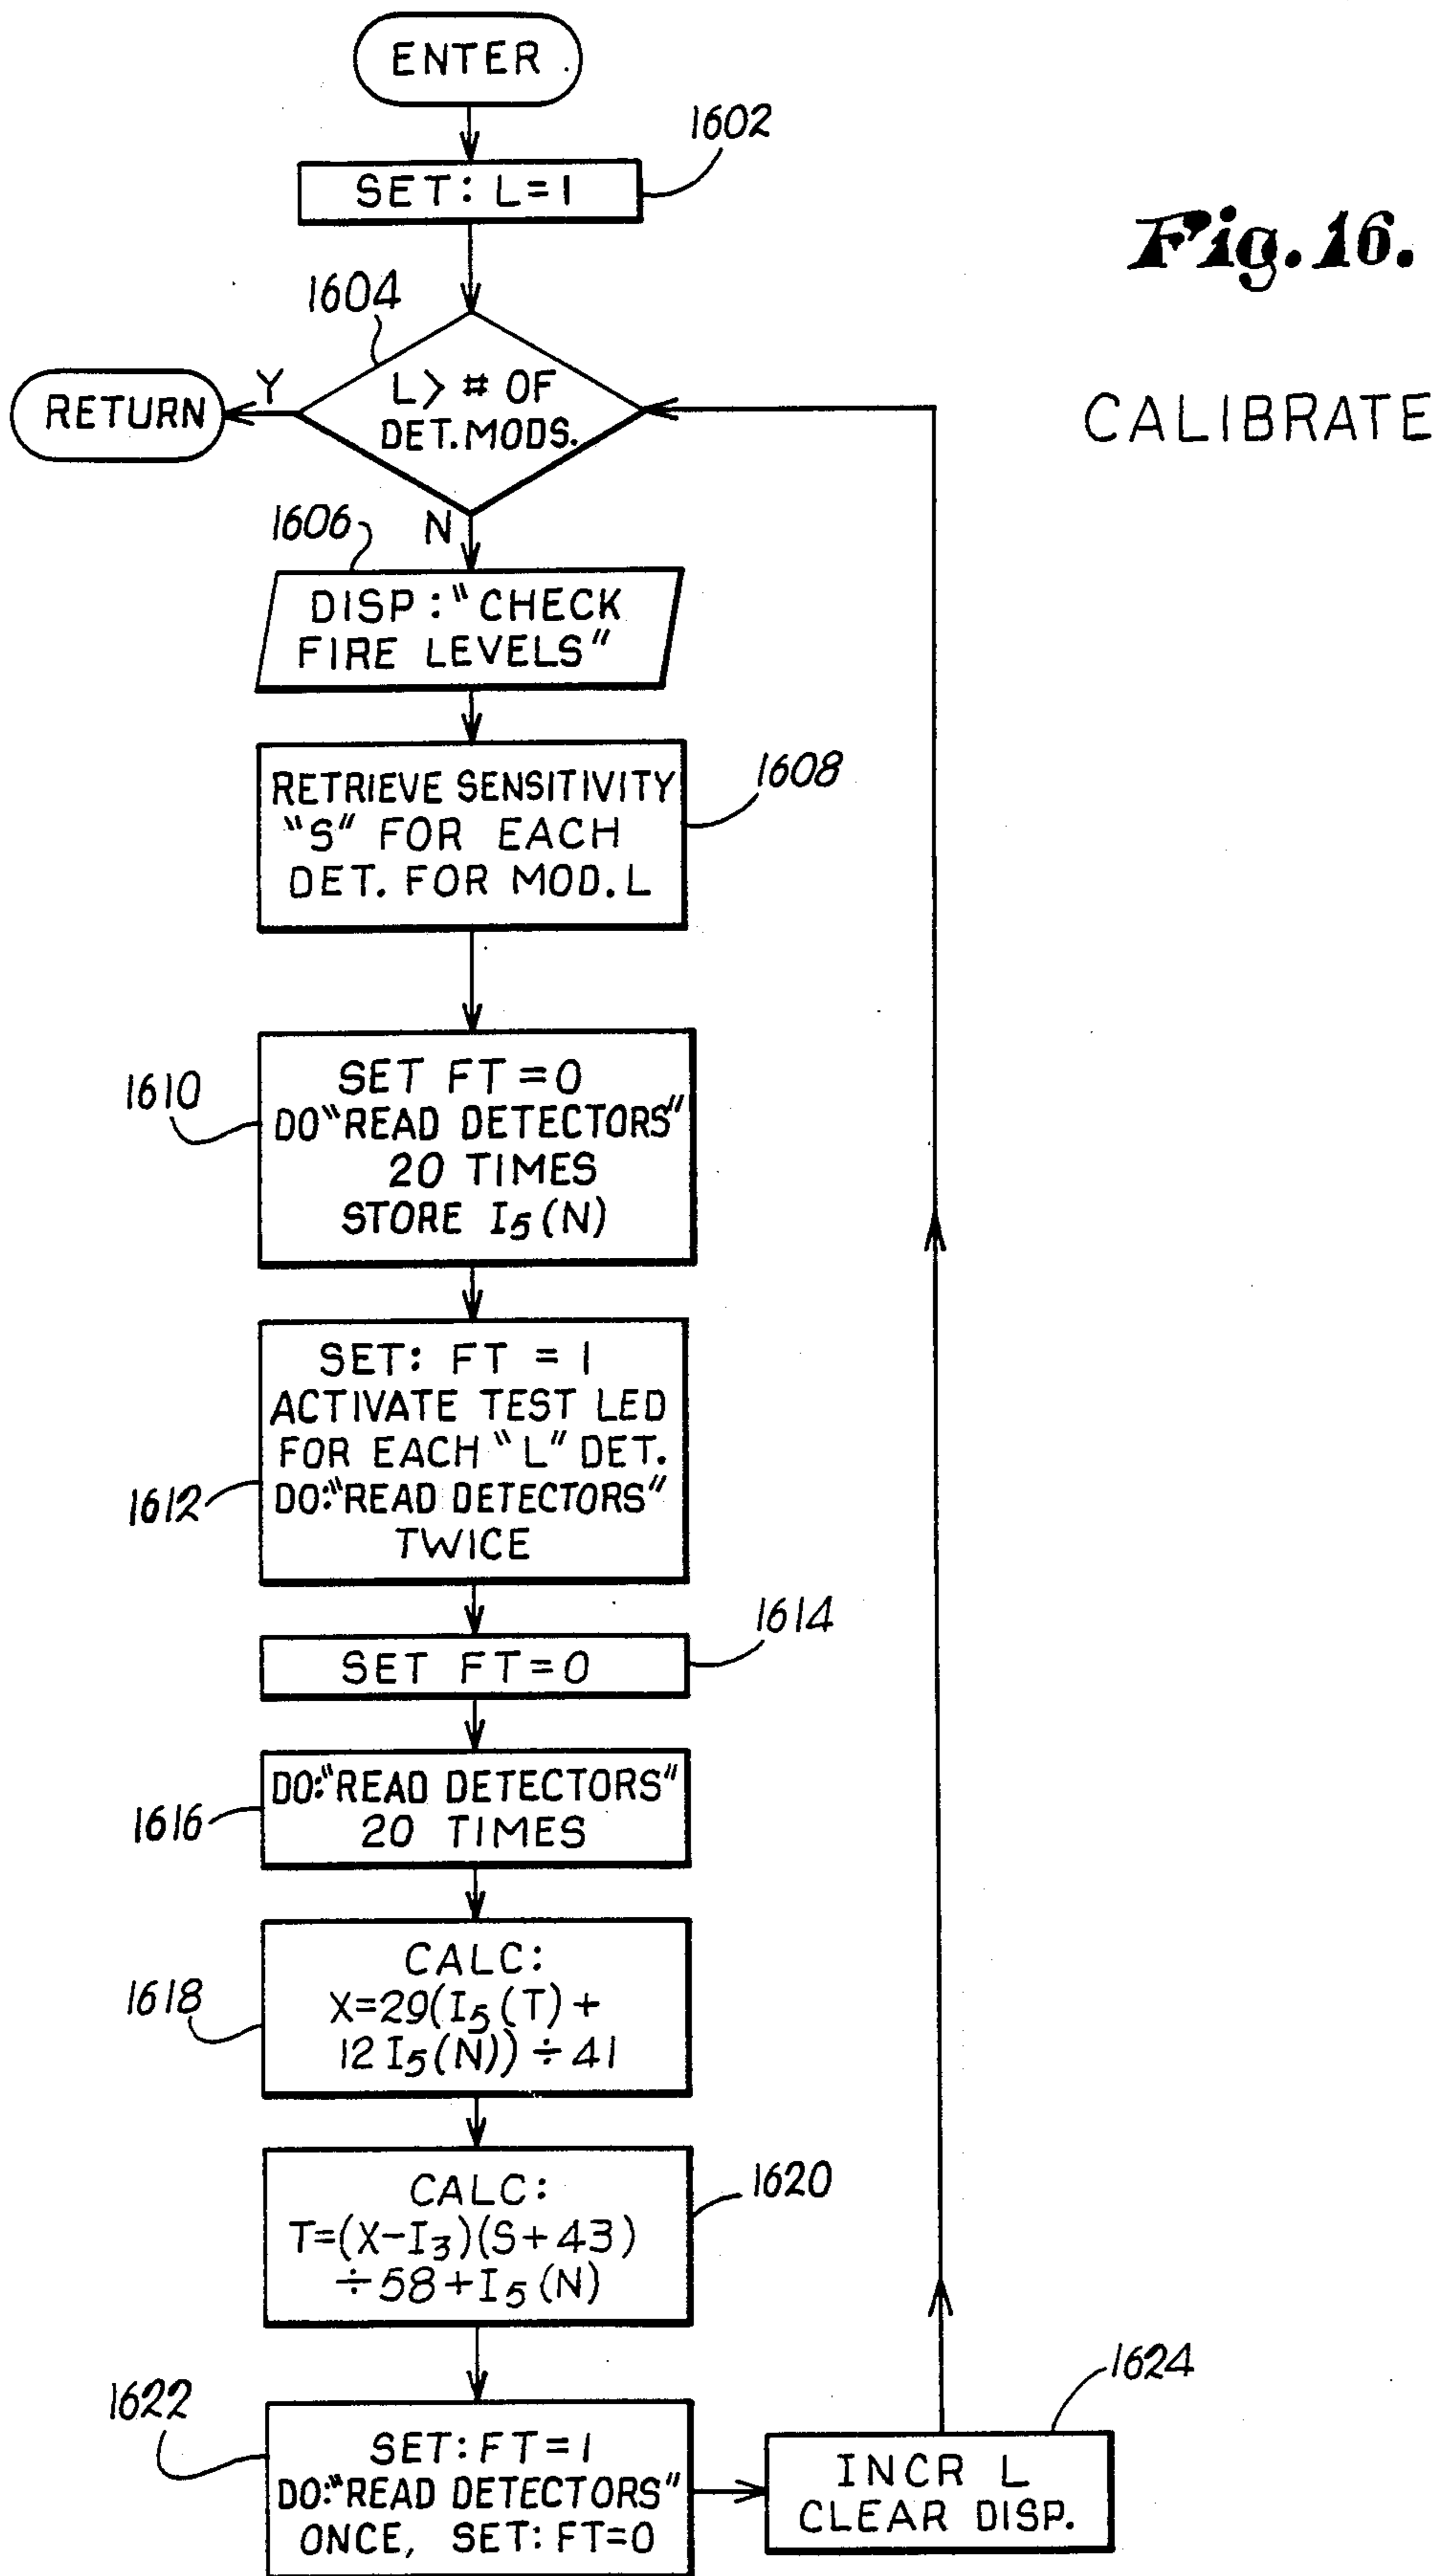 ENTER
1602
SET: L=1
Fig. 16.
1604
L> # OF
DET. MODS.
Y
RETURN
CALIBRATE
N
1606
DISP: "CHECK
FIRE LEVELS"
RETRIEVE SENSITIVITY
"S" FOR EACH
DET. FOR MOD. L
1608
SET FT = 0
DO "READ DETECTORS"
20 TIMES
STORE I5 (N)
1610
SET: FT = 1
ACTIVATE TEST LED
FOR EACH "L" DET.
DO: "READ DETECTORS"
TWICE
1612
1614
SET FT=0
DO: "READ DETECTORS"
20 TIMES
1616
CALC:
X=29(I5 (T) +
12 I5(N)) ÷ 41
1618
CALC:
T=(X-I3)(S+43)
÷58+I5 (N)
1620
1622
SET: FT=1
DO: "READ DETECTORS"
ONCE, SET: FT=0
1624
INCR L
CLEAR DISP.